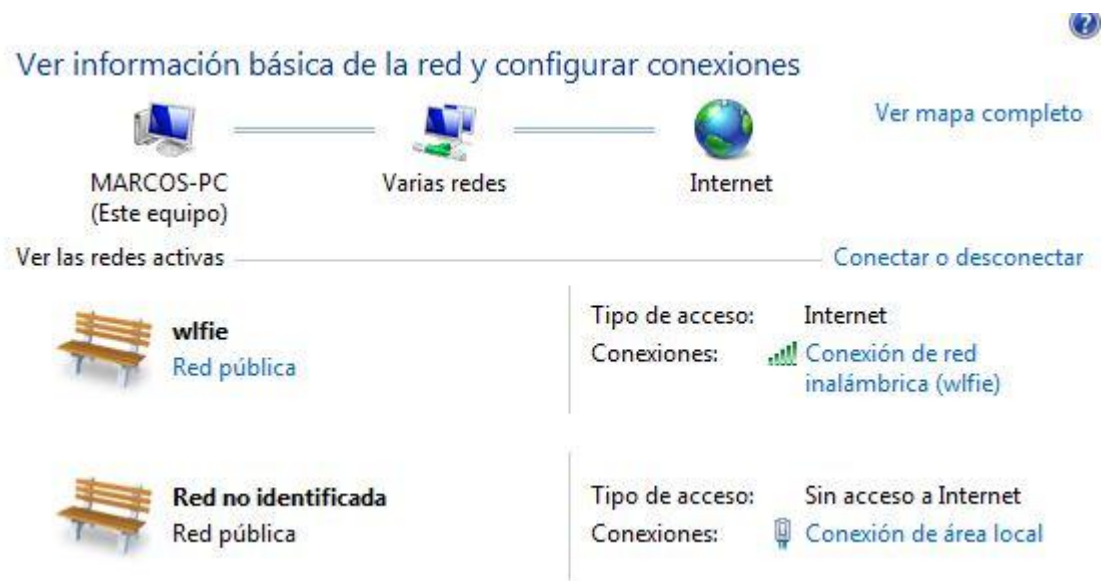 Ver información básica de la red y configurar conexiones
Ver mapa completo
MARCOS-PC
(Este equipo)
Varias redes
Internet
Ver las redes activas
Conectar o desconectar
wlfie
Red pública
Tipo de acceso: Internet
Conexiones: Conexión de red
inalámbrica (wlfie)
Red no identificada
Red pública
Tipo de acceso: Sin acceso a Internet
Conexiones: Conexión de área local